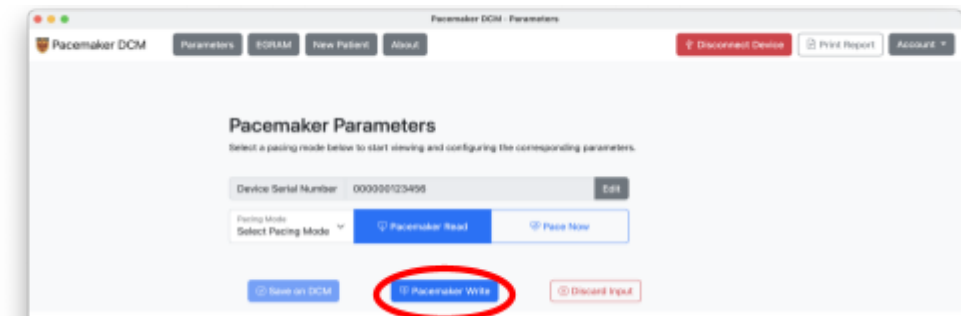 Pacemaker DCM - Parameters
Pacemaker DCM Parameters EGRAM New Patient About Disconnect Device Print Report Account
Pacemaker Parameters
Select a pacing mode below to start viewing and configuring the corresponding parameters.
Device Serial Number 000000123456 Edit
Pacing Mode
Select Pacing Mode Pacemaker Read Pace Now
Save on DCM Pacemaker Write Discard Input